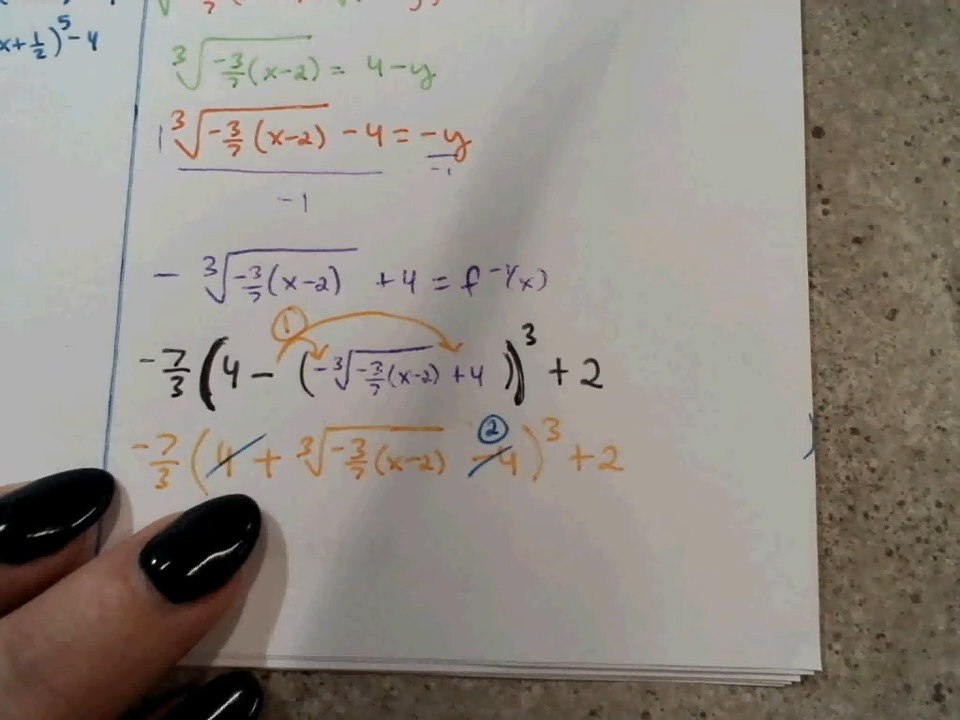 x+1/2)^5-4
∛(-3/7(x-2)) = 4-y
1 ∛(-3/7(x-2)) - 4 = -y
-1
-1
- ∛(-3/7(x-2)) + 4 = f^-1(x)
1
-7/3(4-(-∛(-3/7(x-2)) + 4))^3 + 2
2
-7/3(4 + ∛(-3/7(x-2)) - 4)^3 + 2